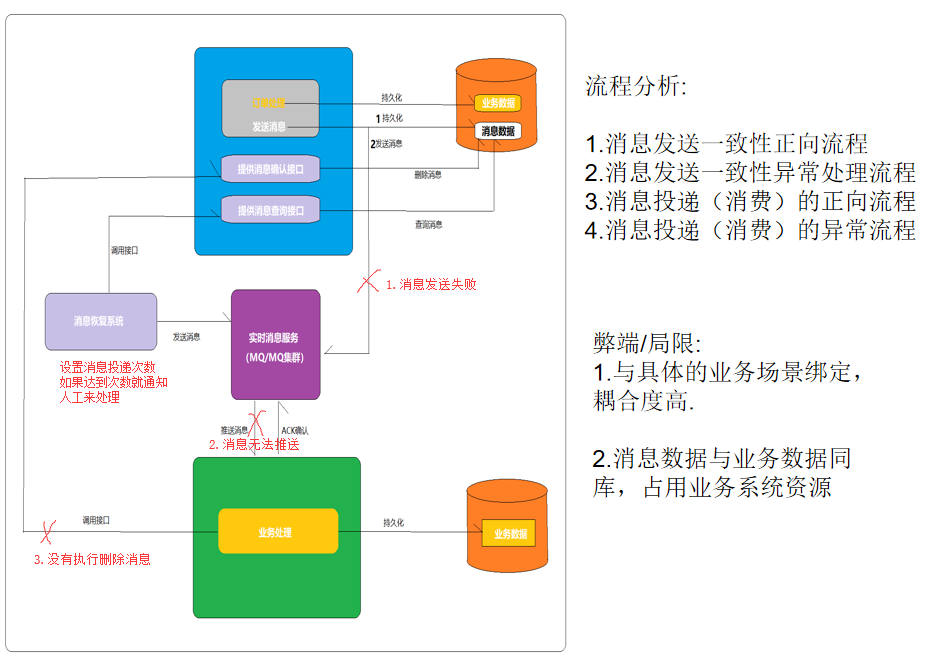 业务处理
发送消息
提供消息确认接口
提供消息查询接口
持久化
1 持久化
2发送消息
业务数据
消息数据
删除消息
查询消息
调用接口
1. 消息发送失败
消息恢复系统
发送消息
实时消息服务
(MQ/MQ集群)
设置消息投递次数
如果达到次数就通知
人工来处理
推送消息
ACK确认
2. 消息无法推送
调用接口
业务处理
持久化
业务数据
3. 没有执行删除消息
流程分析:
1.消息发送一致性正向流程
2.消息发送一致性异常处理流程
3.消息投递（消费）的正向流程
4.消息投递（消费）的异常流程
弊端/局限:
1.与具体的业务场景绑定，
耦合度高.
2.消息数据与业务数据同
库，占用业务系统资源